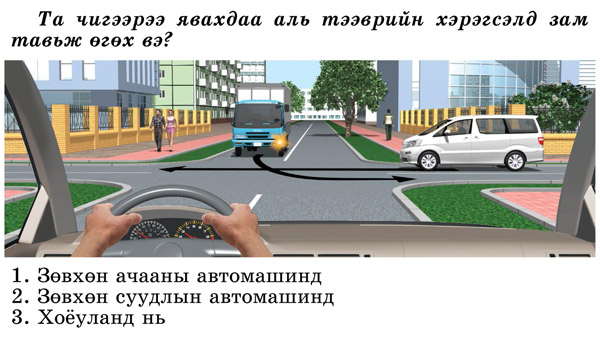 Та чигээрээ явахдаа аль тээврийн хэрэгсэлд зам
тавьж өгөх вэ?
1. Зөвхөн ачааны автомашинд
2. Зөвхөн суудлын автомашинд
3. Хоёуланд нь